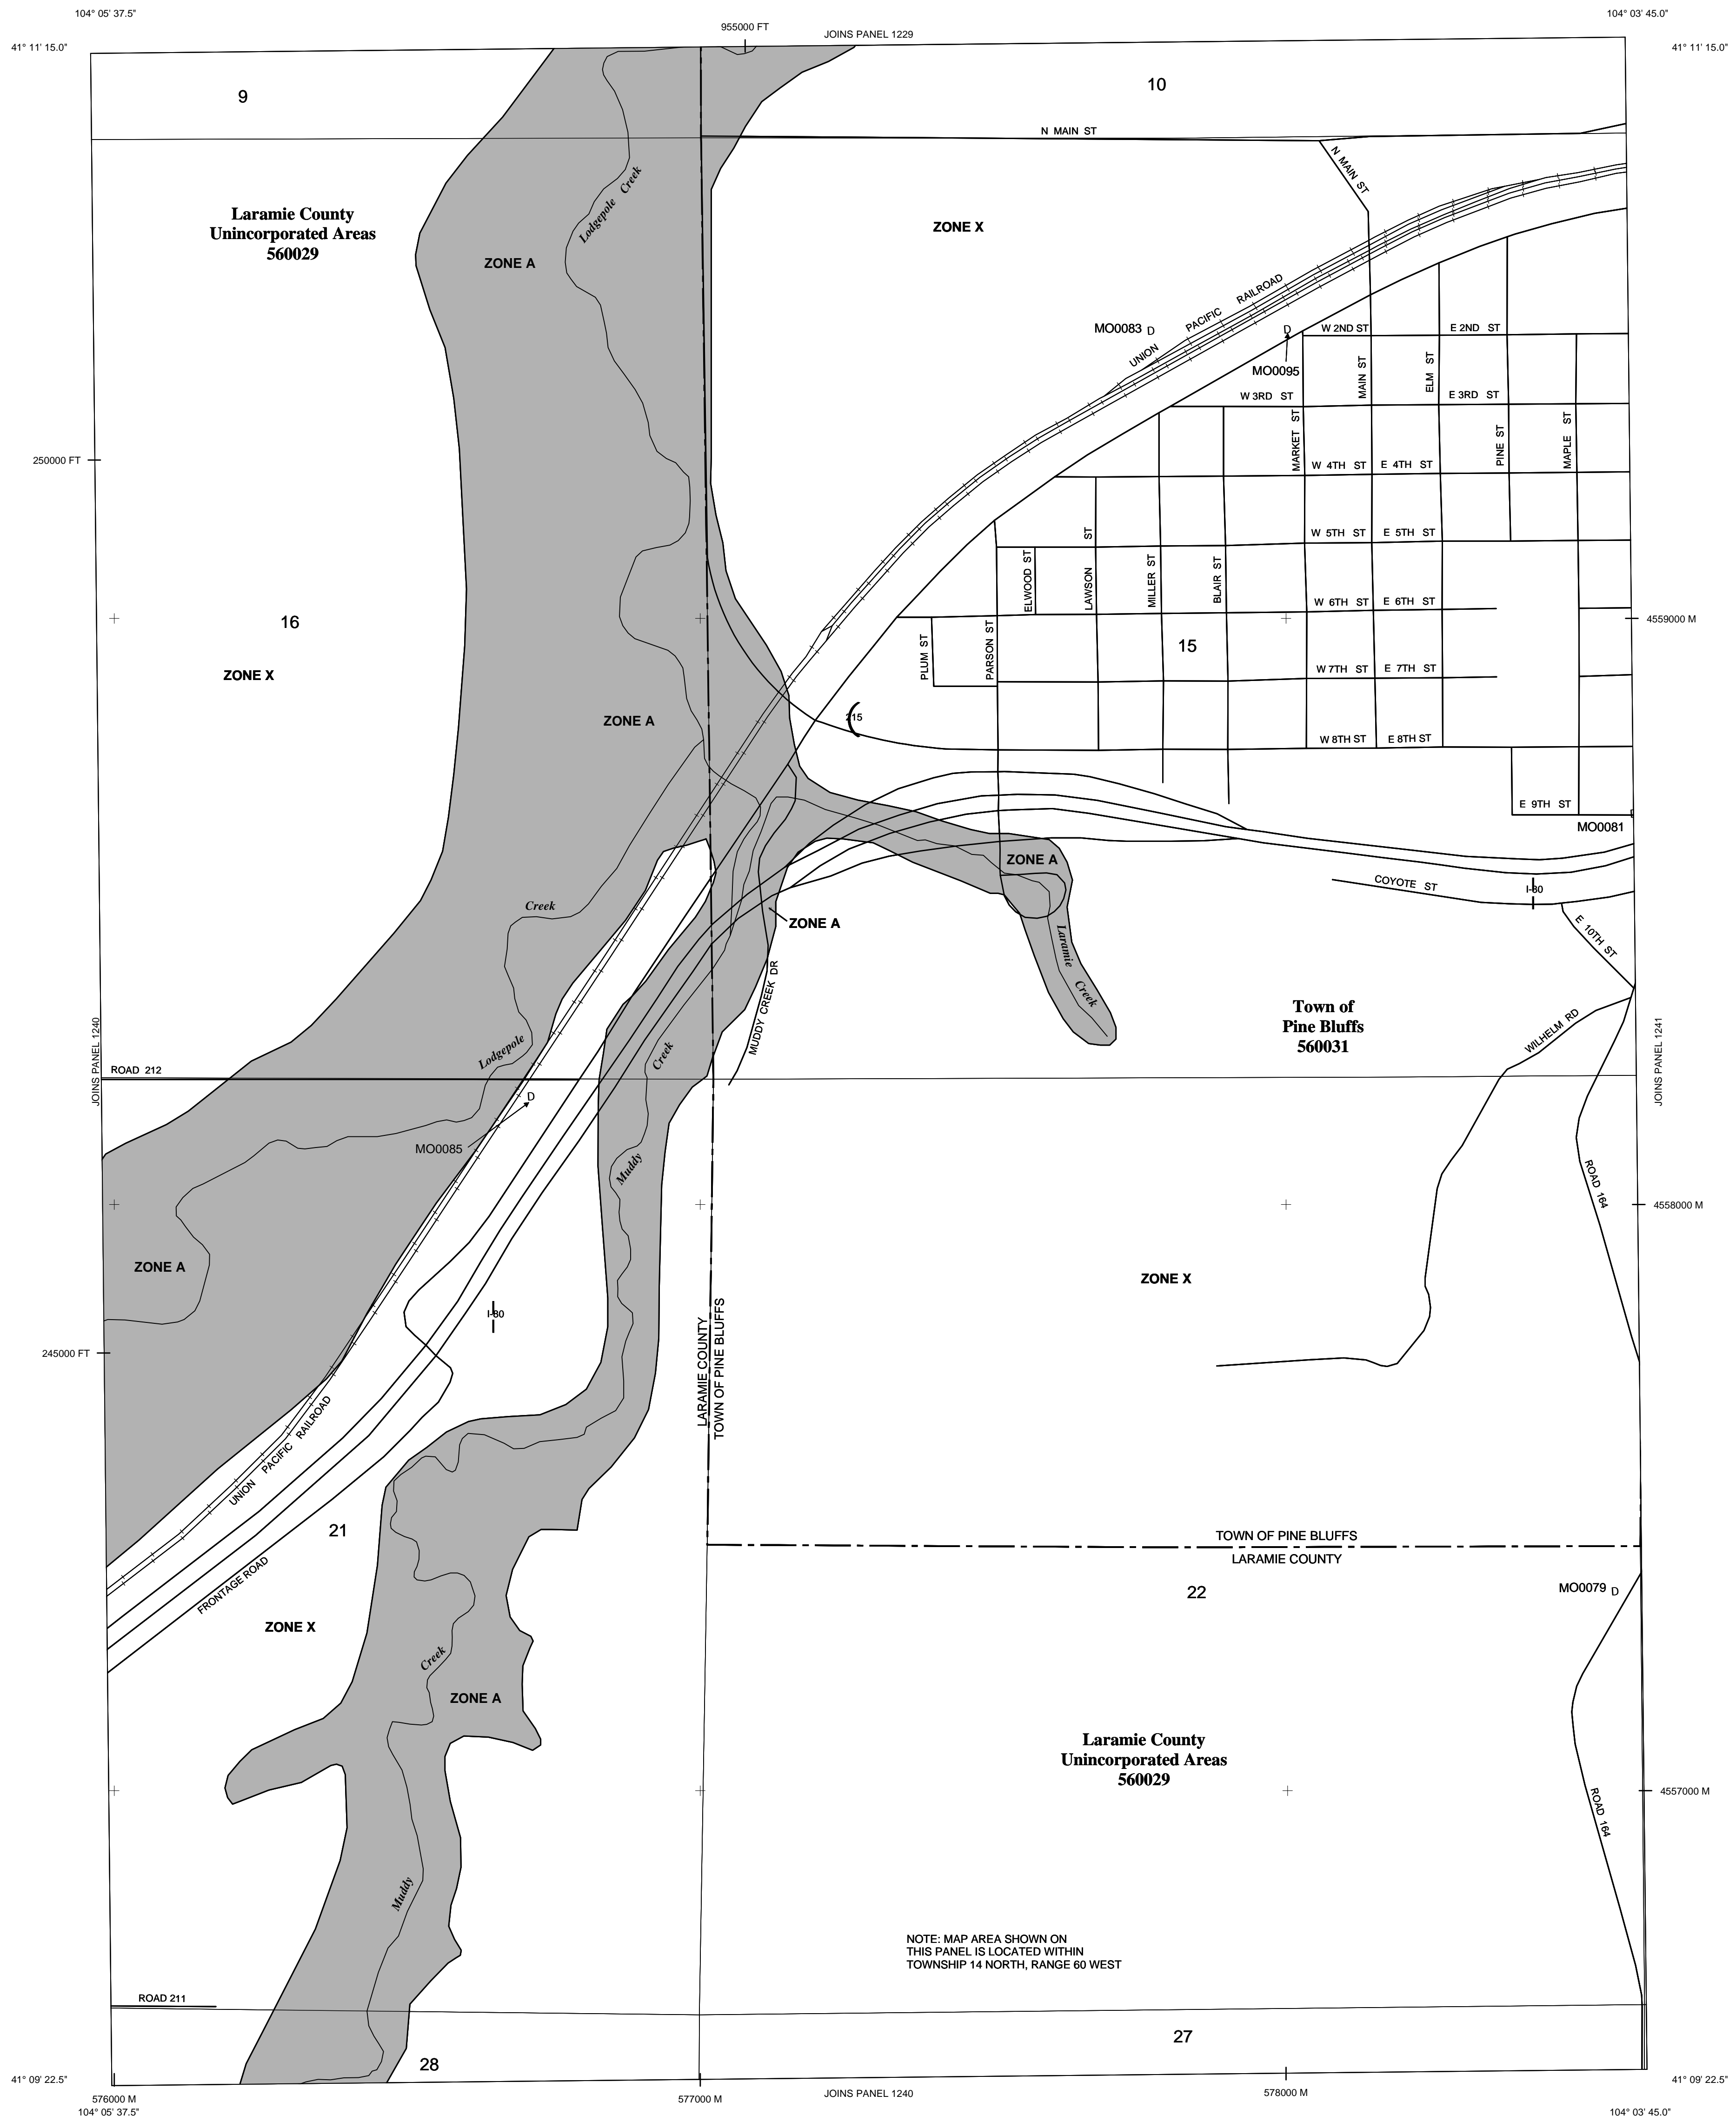 104° 05' 37.5"
104° 03' 45.0"
955000 FT
JOINS PANEL 1229
41° 11' 15.0"
41° 11' 15.0"
9
10
N MAIN ST
N MAIN ST
Lodgepole Creek
Laramie County
Unincorporated Areas
560029
ZONE X
ZONE A
UNION PACIFIC RAILROAD
MO0083 D
D
MO0095
W 2ND ST
E 2ND ST
MAIN ST
ELM ST
W 3RD ST
E 3RD ST
MARKET ST
PINE ST
MAPLE ST
250000 FT
W 4TH ST
E 4TH ST
W 5TH ST
E 5TH ST
ELWOOD ST
LAWSON ST
MILLER ST
BLAIR ST
W 6TH ST
E 6TH ST
16
4559000 M
PLUM ST
PARSON ST
15
W 7TH ST
E 7TH ST
ZONE X
ZONE A
215
W 8TH ST
E 8TH ST
E 9TH ST
MO0081
D
ZONE A
COYOTE ST
I-80
Creek
ZONE A
E 10TH ST
Laramie Creek
MUDDY CREEK DR
Town of
Pine Bluffs
560031
WILHELM RD
JOINS PANEL 1240
JOINS PANEL 1241
Lodgepole
Creek
ROAD 212
D
MO0085
Muddy
ROAD 164
4558000 M
ZONE A
ZONE X
I-80
LARAMIE COUNTY
TOWN OF PINE BLUFFS
245000 FT
UNION PACIFIC RAILROAD
21
TOWN OF PINE BLUFFS
LARAMIE COUNTY
FRONTAGE ROAD
22
MO0079 D
ZONE X
Creek
ZONE A
Laramie County
Unincorporated Areas
560029
4557000 M
ROAD 164
Muddy
NOTE: MAP AREA SHOWN ON
THIS PANEL IS LOCATED WITHIN
TOWNSHIP 14 NORTH, RANGE 60 WEST
ROAD 211
27
28
41° 09' 22.5"
41° 09' 22.5"
576000 M
577000 M
JOINS PANEL 1240
578000 M
104° 05' 37.5"
104° 03' 45.0"